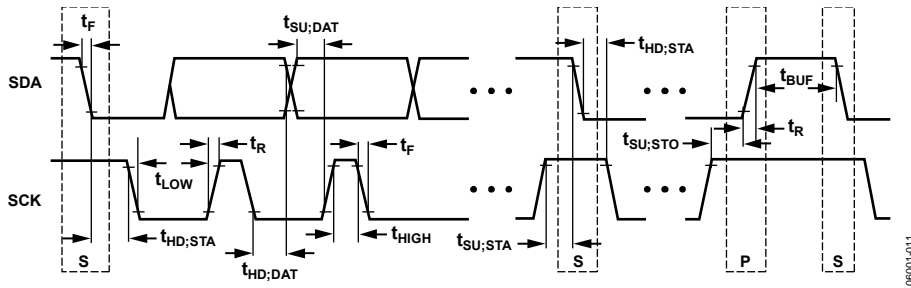 tF
tSU;DAT
tHD;STA
SDA
tBUF
tR
tF
tSU;STO
tR
tLOW
SCK
tHD;STA
tHIGH
tSU;STA
tHD;DAT
S
S
P
S
06001-011